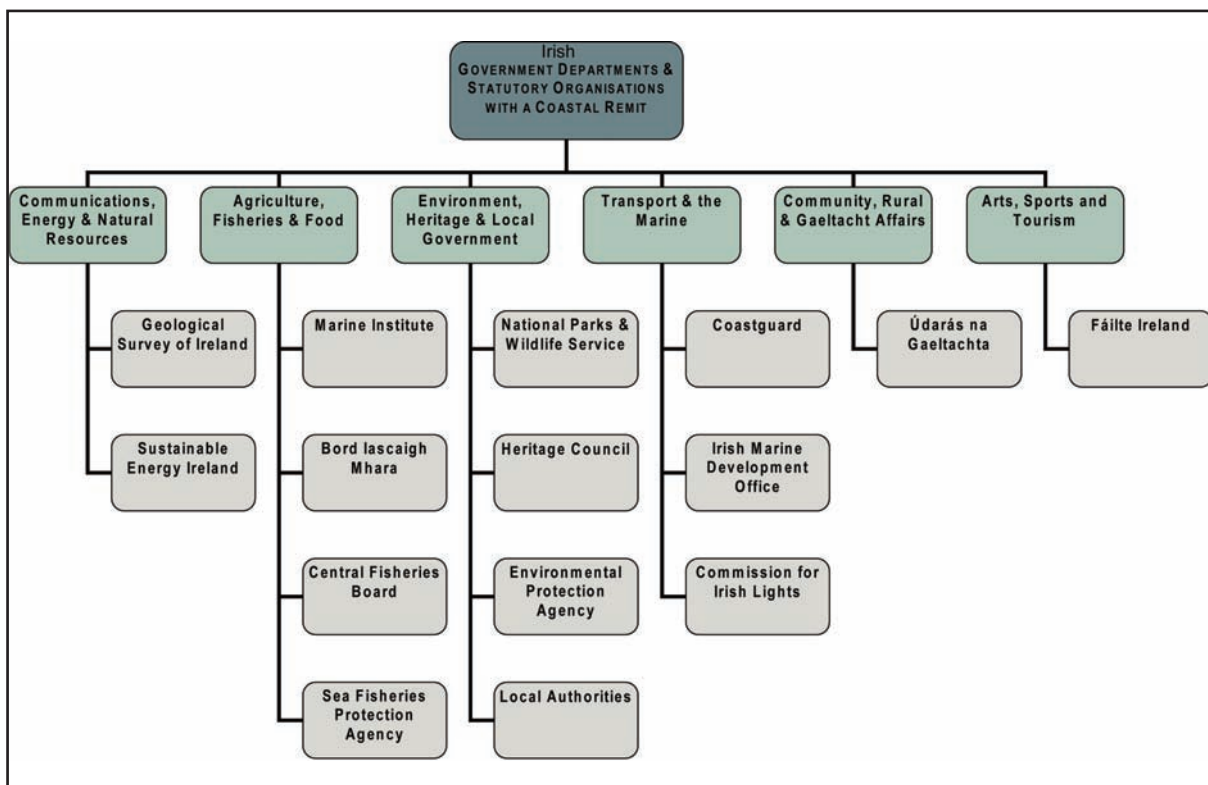 Irish
GOVERNMENT DEPARTMENTS &
STATUTORY ORGANISATIONS
WITH A COASTAL REMIT
Communications,
Energy & Natural
Resources
Agriculture,
Fisheries & Food
Environment,
Heritage & Local
Government
Transport & the
Marine
Community, Rural
& Gaeltacht Affairs
Arts, Sports and
Tourism
Geological
Survey of Ireland
Marine Institute
National Parks &
Wildlife Service
Coastguard
Údarás na
Gaeltachta
Fáilte Ireland
Sustainable
Energy Ireland
Bord Iascaigh
Mhara
Heritage Council
Irish Marine
Development
Office
Central Fisheries
Board
Environmental
Protection
Agency
Commission for
Irish Lights
Sea Fisheries
Protection
Agency
Local Authorities